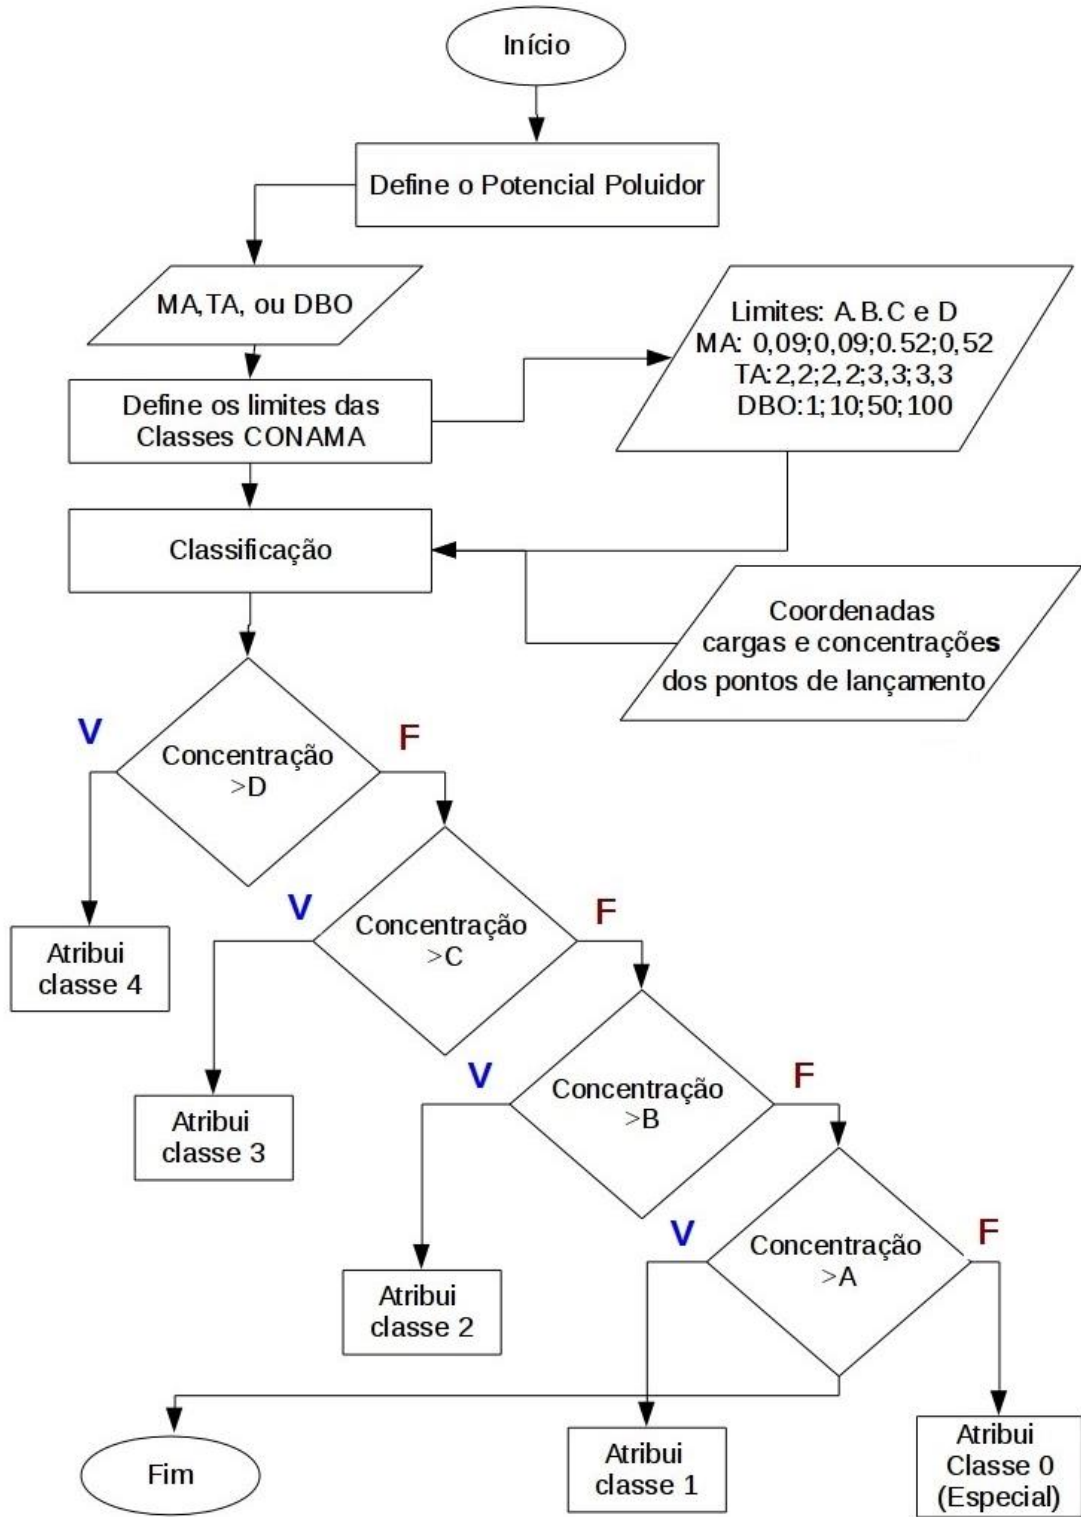 Início
Define o Potencial Poluidor
MA,TA, ou DBO
Limites: A.B.C e D
MA: 0,09;0,09;0.52;0,52
TA:2,2;2,2;3,3;3,3
DBO:1;10;50;100
Define os limites das
Classes CONAMA
Classificação
Coordenadas
cargas e concentrações
dos pontos de lançamento
V
F
Concentração
>D
Atribui
classe 4
V
F
Concentração
>C
Atribui
classe 3
V
F
Concentração
>B
Atribui
classe 2
V
F
Concentração
>A
Atribui
classe 1
Atribui
Classe 0
(Especial)
Fim